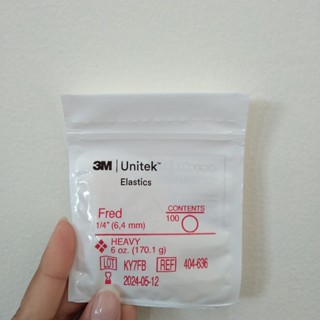 3M | Unitek™
Elastics
Fred
1/4" (6,4 mm)
CONTENTS
100
HEAVY
6 oz. (170.1 g)
LOT KY7FB REF 404-636
2024-05-12